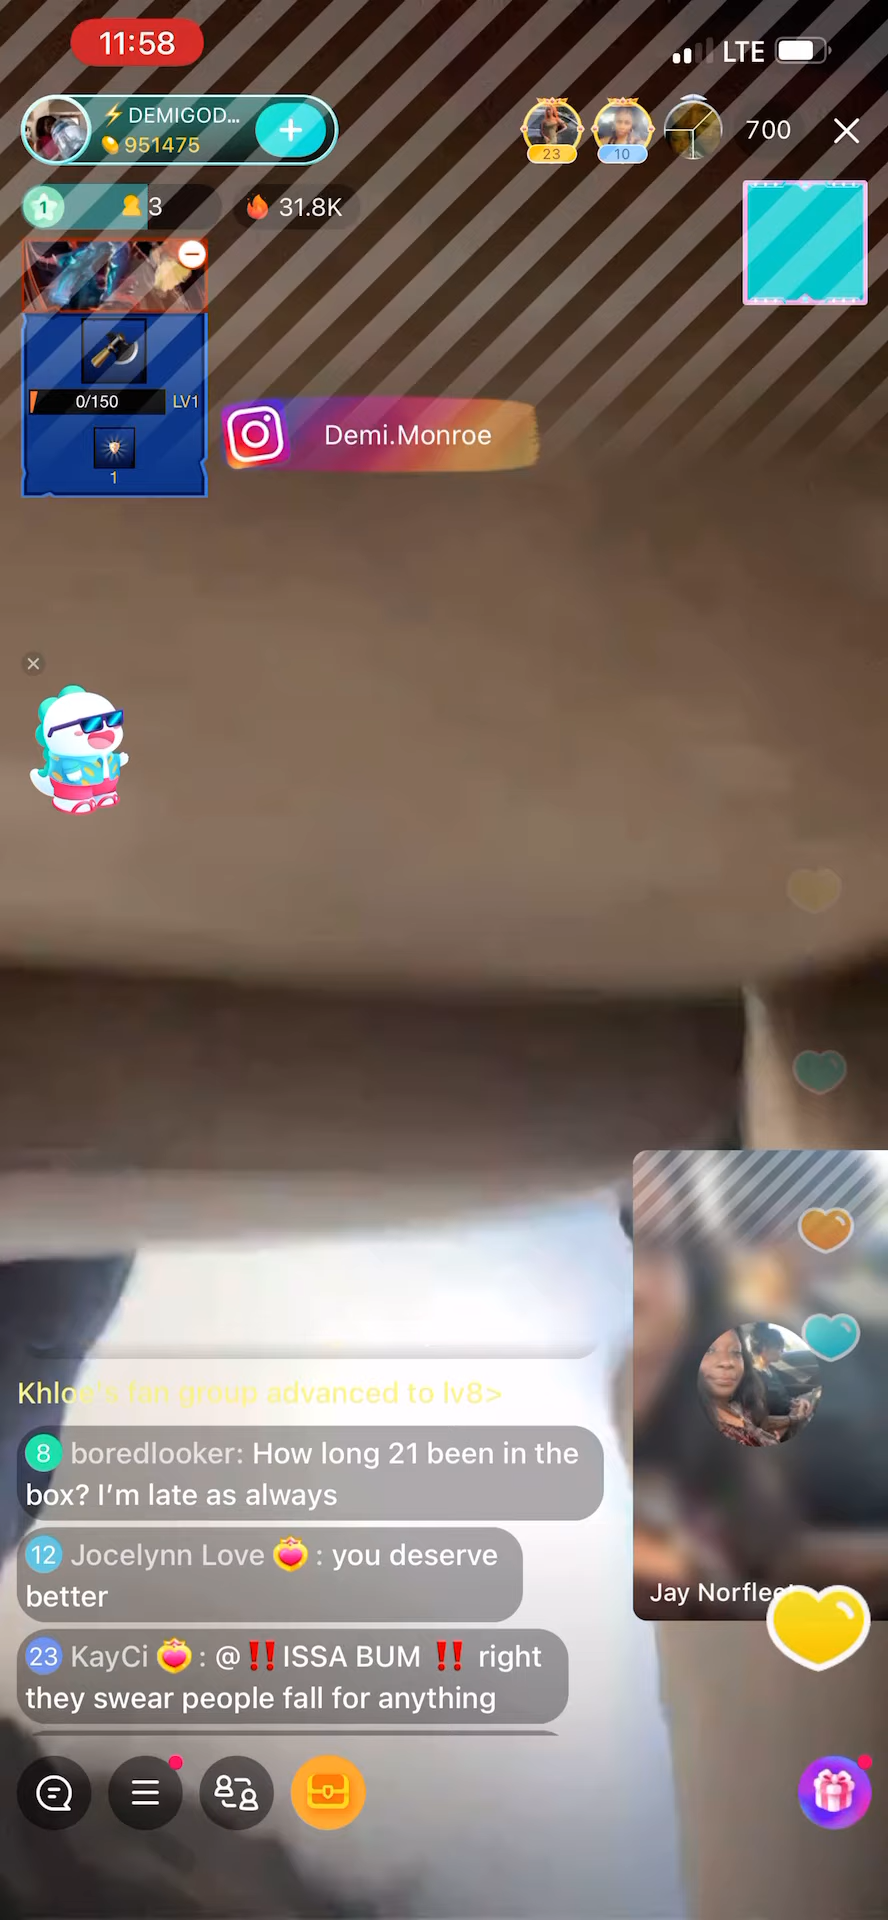 11:58
LTE
⚡DEMIGOD...
951475
23
10
700
1
3
31.8K
0/150
LV1
1
Demi.Monroe
Khloe's fan group advanced to lv8>
8 boredlooker: How long 21 been in the
box? I'm late as always
12 Jocelynn Love : you deserve
better
23 KayCi : @‼️ISSA BUM ‼️ right
they swear people fall for anything